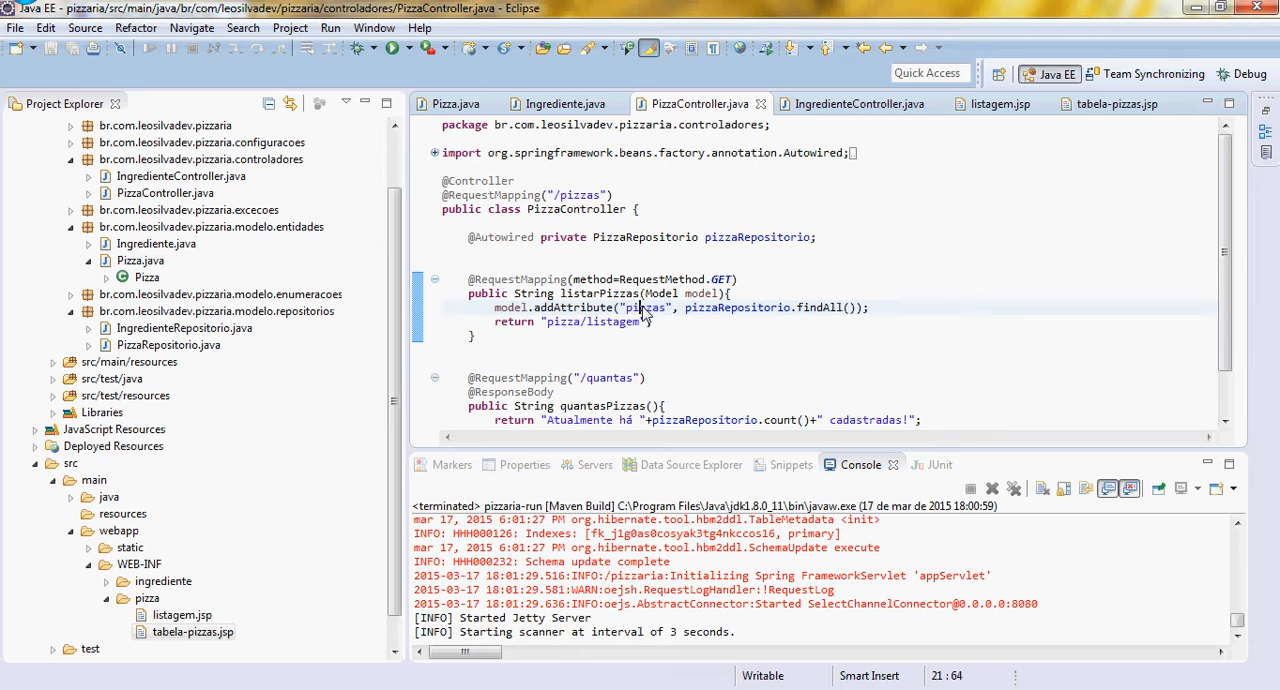 Java EE - pizzaria/src/main/java/br/com/leosilvadev/pizzaria/controladores/PizzaController.java - Eclipse
File Edit Source Refactor Navigate Search Project Run Window Help
Quick Access Java EE Team Synchronizing Debug
Project Explorer
br.com.leosilvadev.pizzaria
br.com.leosilvadev.pizzaria.configuracoes
br.com.leosilvadev.pizzaria.controladores
IngredienteController.java
PizzaController.java
br.com.leosilvadev.pizzaria.excecoes
br.com.leosilvadev.pizzaria.modelo.entidades
Ingrediente.java
Pizza.java
Pizza
br.com.leosilvadev.pizzaria.modelo.enumeracoes
br.com.leosilvadev.pizzaria.modelo.repositorios
IngredienteRepositorio.java
PizzaRepositorio.java
src/main/resources
src/test/java
src/test/resources
Libraries
JavaScript Resources
Deployed Resources
src
main
java
resources
webapp
static
WEB-INF
ingrediente
pizza
listagem.jsp
tabela-pizzas.jsp
test
Pizza.java Ingrediente.java PizzaController.java IngredienteController.java listagem.jsp tabela-pizzas.jsp
package br.com.leosilvadev.pizzaria.controladores;
import org.springframework.beans.factory.annotation.Autowired;
@Controller
@RequestMapping("/pizzas")
public class PizzaController {
@Autowired private PizzaRepositorio pizzaRepositorio;
@RequestMapping(method=RequestMethod.GET)
public String listarPizzas(Model model){
model.addAttribute("pizzas", pizzaRepositorio.findAll());
return "pizza/listagem";
}
@RequestMapping("/quantas")
@ResponseBody
public String quantasPizzas(){
return "Atualmente há "+pizzaRepositorio.count()+" cadastradas!";
Markers Properties Servers Data Source Explorer Snippets Console JUnit
<terminated> pizzaria-run [Maven Build] C:\Program Files\Java\jdk1.8.0_11\bin\javaw.exe (17 de mar de 2015 18:00:59)
mar 17, 2015 6:01:27 PM org.hibernate.tool.hbm2ddl.TableMetadata <init>
INFO: HHH000126: Indexes: [fk_j1g0as0cosyak3tg4nkccos16, primary]
mar 17, 2015 6:01:27 PM org.hibernate.tool.hbm2ddl.SchemaUpdate execute
INFO: HHH000232: Schema update complete
2015-03-17 18:01:29.516:INFO:/pizzaria:Initializing Spring FrameworkServlet 'appServlet'
2015-03-17 18:01:29.581:WARN:oejsh.RequestLogHandler:!RequestLog
2015-03-17 18:01:29.636:INFO:oejs.AbstractConnector:Started SelectChannelConnector@0.0.0.0:8080
[INFO] Started Jetty Server
[INFO] Starting scanner at interval of 3 seconds.
Writable Smart Insert 21 : 64